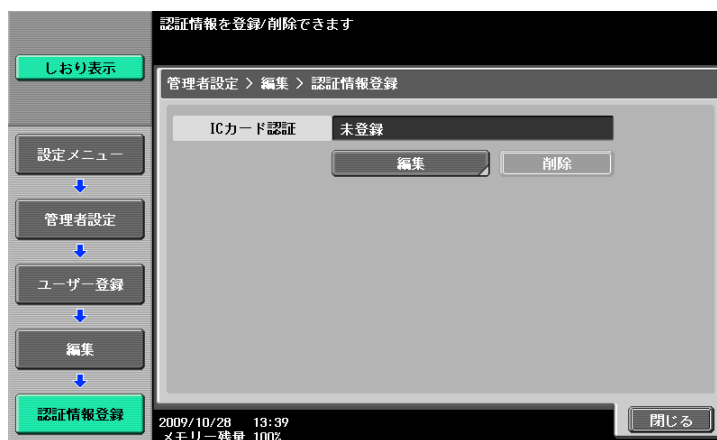 認証情報を登録/削除できます
しおり表示
管理者設定 > 編集 > 認証情報登録
ICカード認証 未登録
編集 削除
設定メニュー
管理者設定
ユーザー登録
編集
認証情報登録
2009/10/28 13:39
メモリー残量 100%
閉じる